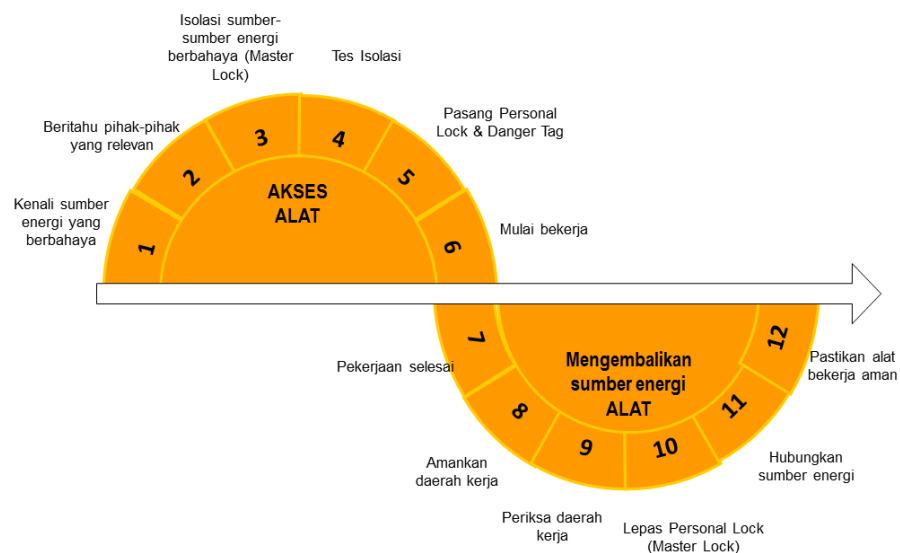 Kenali sumber
energi yang
berbahaya
1
Beritahu pihak-pihak
yang relevan
2
Isolasi sumber-
sumber energi
berbahaya (Master
Lock)
3
Tes Isolasi
4
Pasang Personal
Lock & Danger Tag
5
Mulai bekerja
6
AKSES
ALAT
Pekerjaan selesai
7
Amankan
daerah kerja
8
Periksa daerah
kerja
9
Lepas Personal Lock
(Master Lock)
10
Hubungkan
sumber energi
11
Pastikan alat
bekerja aman
12
Mengembalikan
sumber energi
ALAT